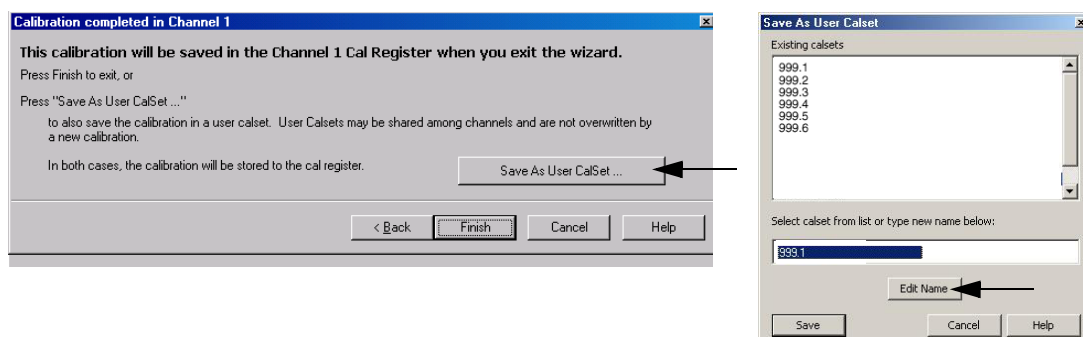 Calibration completed in Channel 1
This calibration will be saved in the Channel 1 Cal Register when you exit the wizard.
Press Finish to exit, or
Press "Save As User CalSet ..."
to also save the calibration in a user calset. User Calsets may be shared among channels and are not overwritten by
a new calibration.
In both cases, the calibration will be stored to the cal register.
Save As User CalSet ...
< Back
Finish
Cancel
Help
Save As User Calset
Existing calsets
999.1
999.2
999.3
999.4
999.5
999.6
Select calset from list or type new name below:
999.1
Edit Name
Save
Cancel
Help